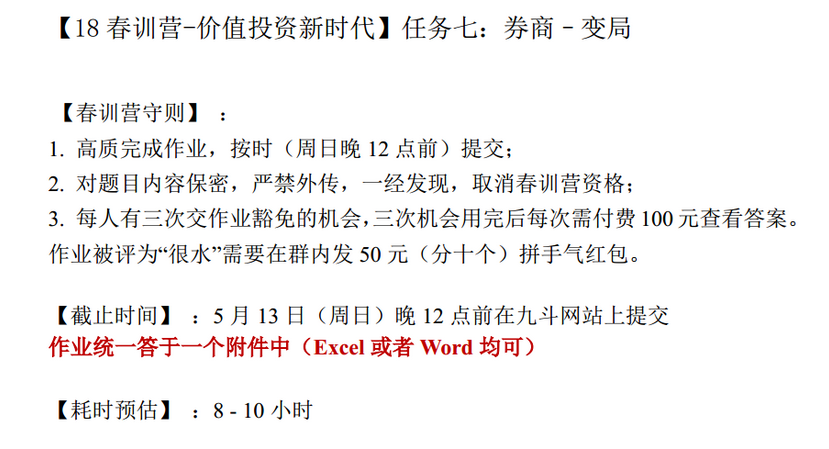 【18 春训营-价值投资新时代】任务七：券商 - 变局
【春训营守则】 ：
1. 高质完成作业，按时（周日晚 12 点前）提交；
2. 对题目内容保密，严禁外传，一经发现，取消春训营资格；
3. 每人有三次交作业豁免的机会，三次机会用完后每次需付费 100 元查看答案。
作业被评为“很水”需要在群内发 50 元（分十个）拼手气红包。
【截止时间】 ：5 月 13 日（周日）晚 12 点前在九斗网站上提交
作业统一答于一个附件中（Excel 或者 Word 均可）
【耗时预估】 ：8 - 10 小时